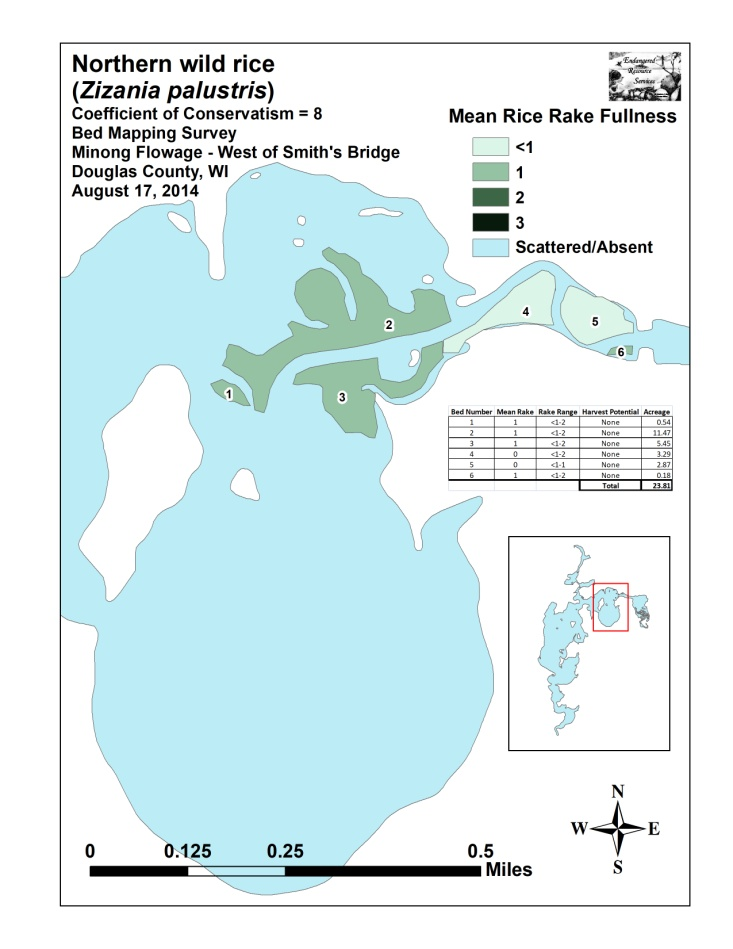 Northern wild rice
(Zizania palustris)
Coefficient of Conservatism = 8
Bed Mapping Survey
Minong Flowage - West of Smith's Bridge
Douglas County, WI
August 17, 2014
Endangered
Resource
Services
Mean Rice Rake Fullness
<1
1
2
3
Scattered/Absent
4
5
2
6
1
3
Bed Number Mean Rake Rake Range Harvest Potential Acreage
1 1 <1-2 None 0.54
2 1 <1-2 None 11.47
3 1 <1-2 None 5.45
4 0 <1-2 None 3.29
5 0 <1-1 None 2.87
6 1 <1-2 None 0.18
Total 23.81
N
W E
S
0 0.125 0.25 0.5
Miles